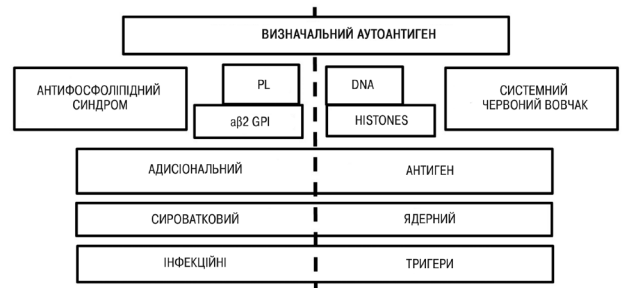 ВИЗНАЧАЛЬНИЙ АУТОАНТИГЕН
АНТИФОСФОЛІПІДНИЙ
СИНДРОМ
PL
DNA
СИСТЕМНИЙ
ЧЕРВОНИЙ ВОВЧАК
aβ2 GPI
HISTONES
АДИСІОНАЛЬНИЙ
АНТИГЕН
СИРОВАТКОВИЙ
ЯДЕРНИЙ
ІНФЕКЦІЙНІ
ТРИГЕРИ